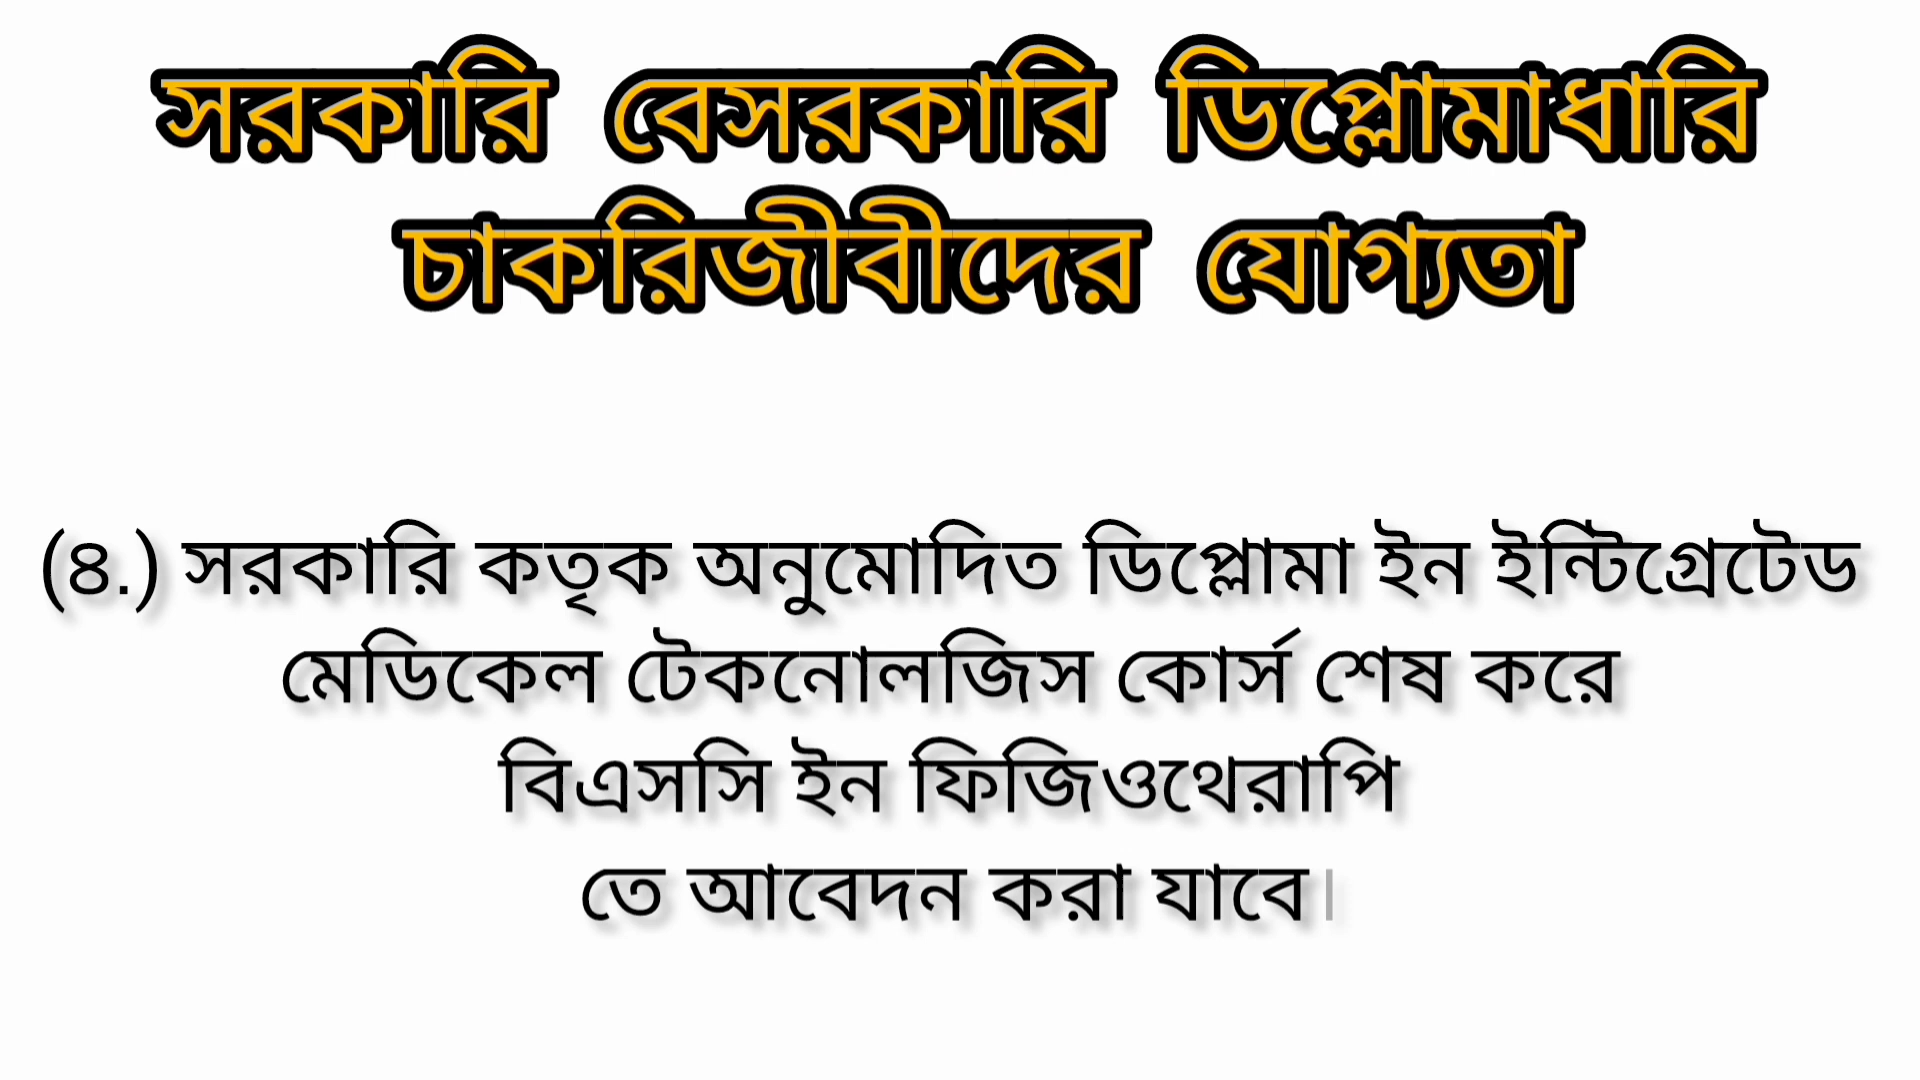 সরকারি বেসরকারি ডিপ্লোমাধারি
চাকরিজীবীদের যোগ্যতা
(৪.) সরকারি কতৃক অনুমোদিত ডিপ্লোমা ইন ইন্টিগ্রেটেড
মেডিকেল টেকনোলজিস কোর্স শেষ করে
বিএসসি ইন ফিজিওথেরাপি
তে আবেদন করা যাবে।